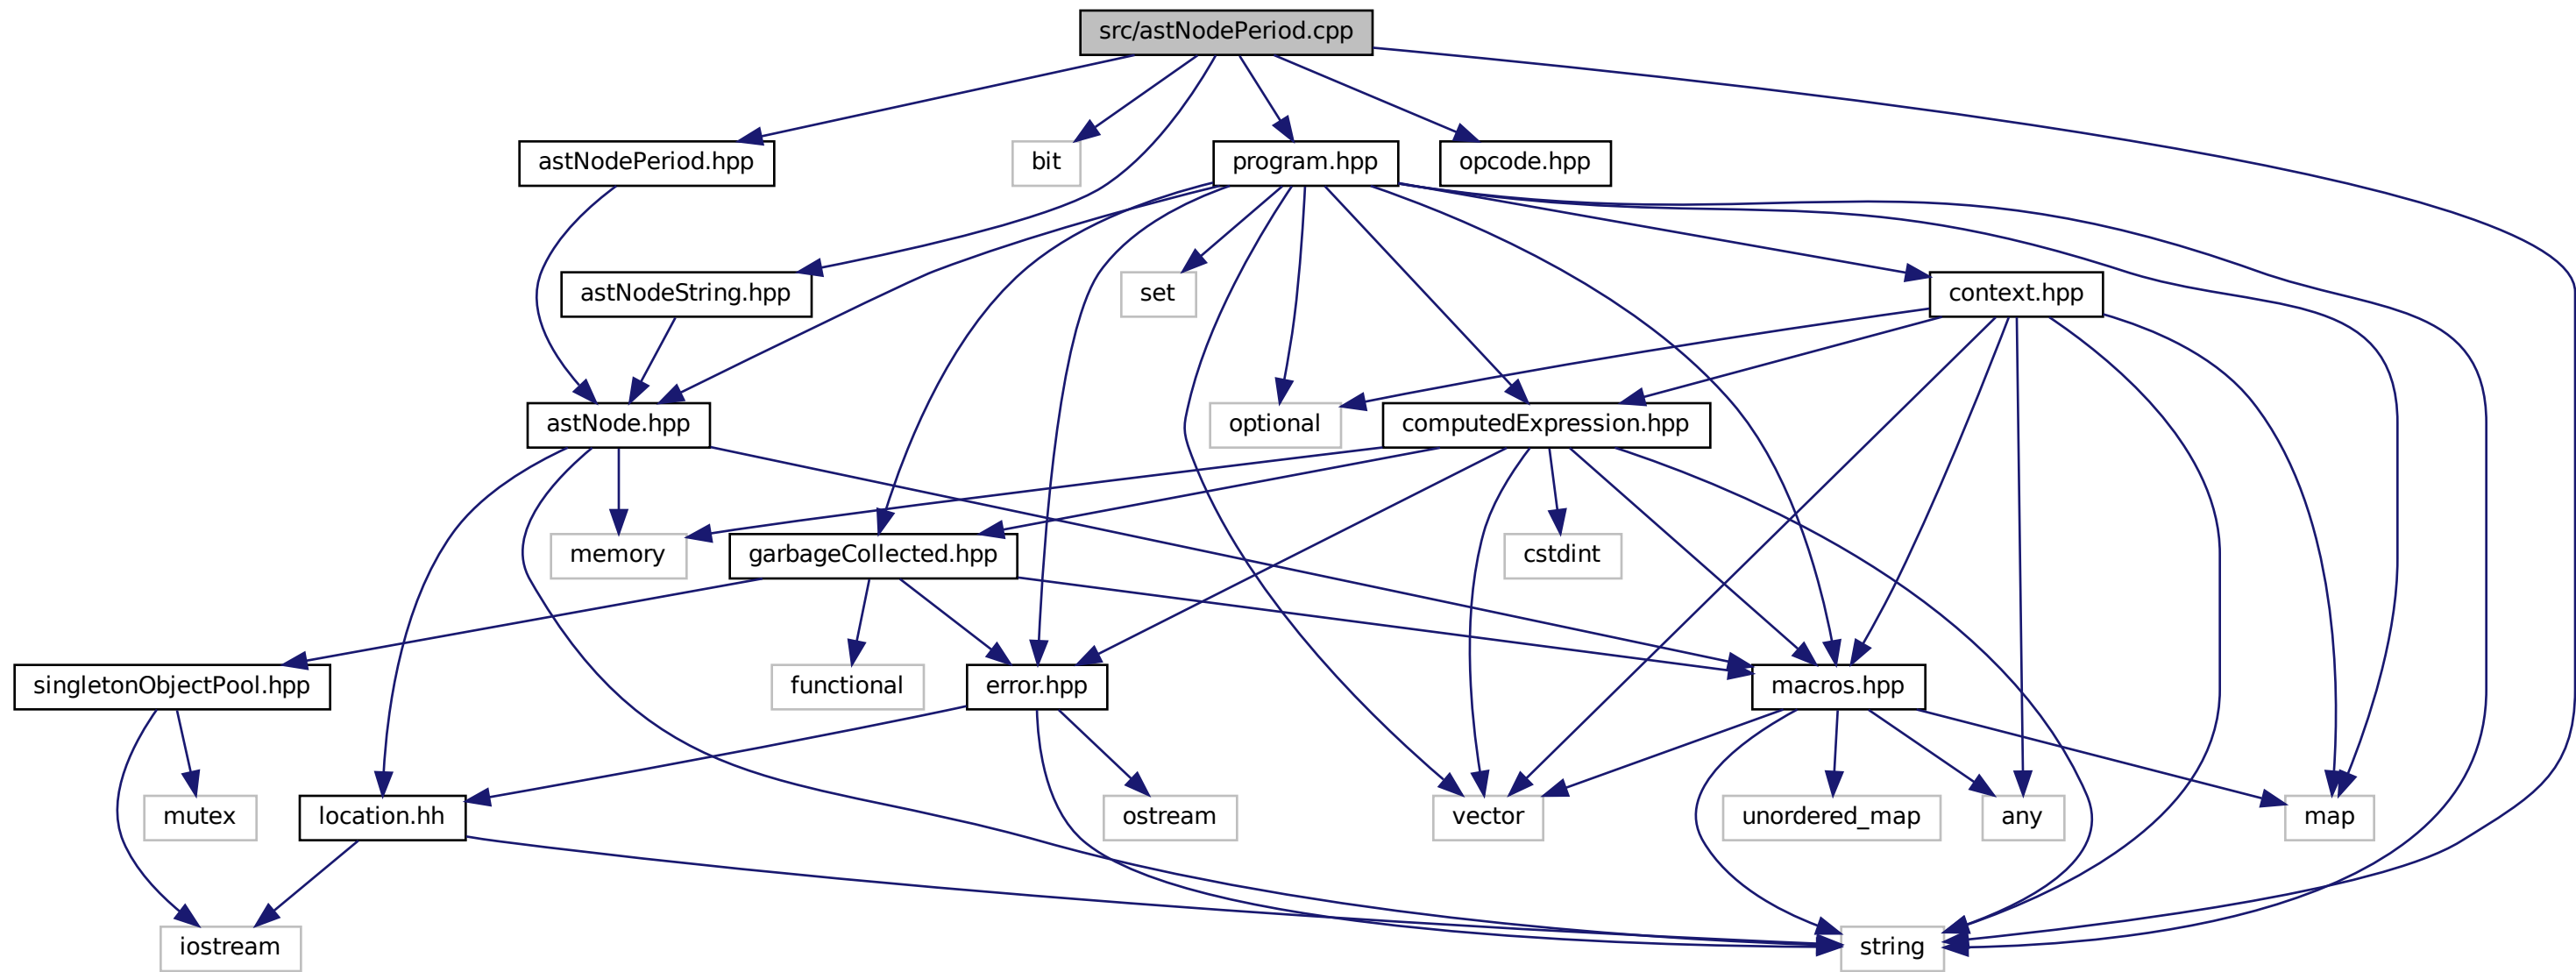 src/astNodePeriod.cpp
astNodePeriod.hpp
bit
program.hpp
opcode.hpp
astNodeString.hpp
set
context.hpp
astNode.hpp
optional
computedExpression.hpp
memory
garbageCollected.hpp
cstdint
singletonObjectPool.hpp
functional
error.hpp
macros.hpp
mutex
location.hh
ostream
vector
unordered_map
any
map
iostream
string